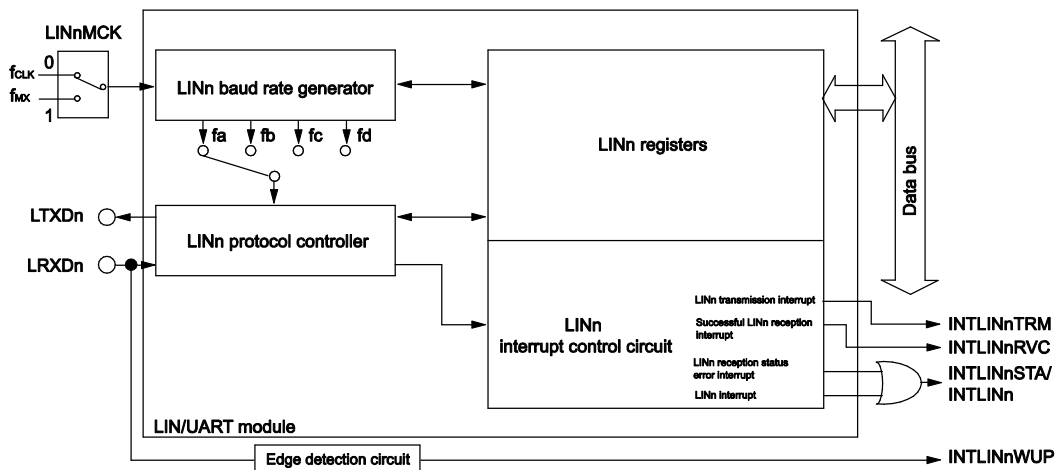 LINnMCK
0
fCLK
fMX
1
LINn baud rate generator
fa
fb
fc
fd
LINn registers
Data bus
LTXDn
LRXDn
LINn protocol controller
LINn
interrupt control circuit
LINn transmission interrupt
Successful LINn reception
interrupt
LINn reception status
error interrupt
LINn interrupt
INTLINnTRM
INTLINnRVC
INTLINnSTA/
INTLINn
LIN/UART module
Edge detection circuit
INTLINnWUP